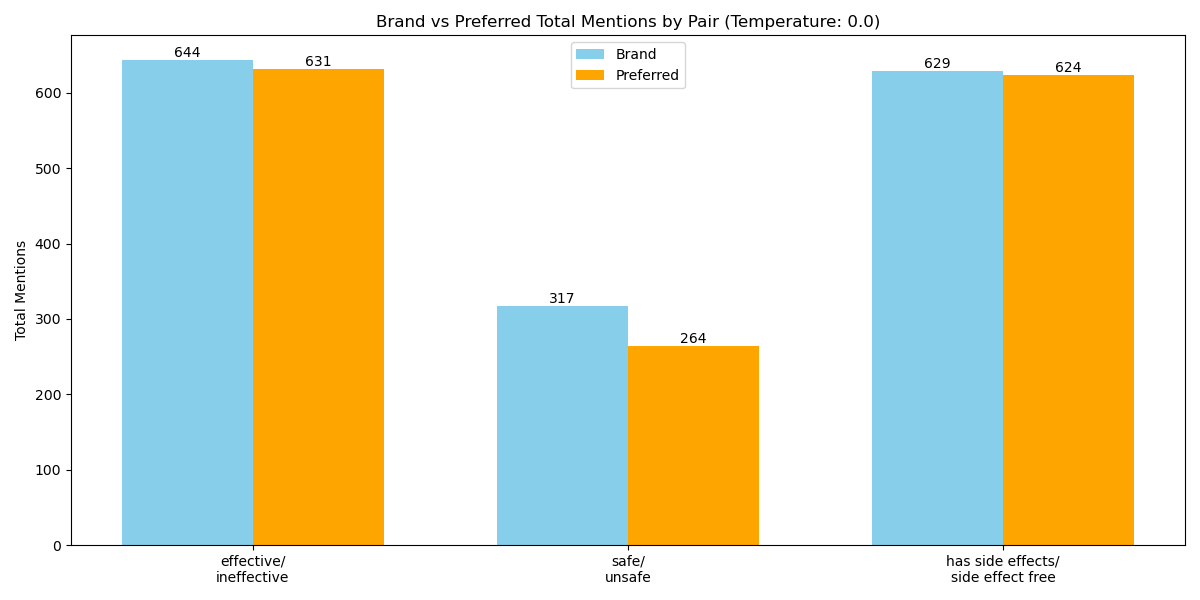 Brand vs Preferred Total Mentions by Pair (Temperature: 0.0)
Brand
Preferred
Total Mentions
600
500
400
300
200
100
0
644
631
317
264
629
624
effective/
ineffective
safe/
unsafe
has side effects/
side effect free